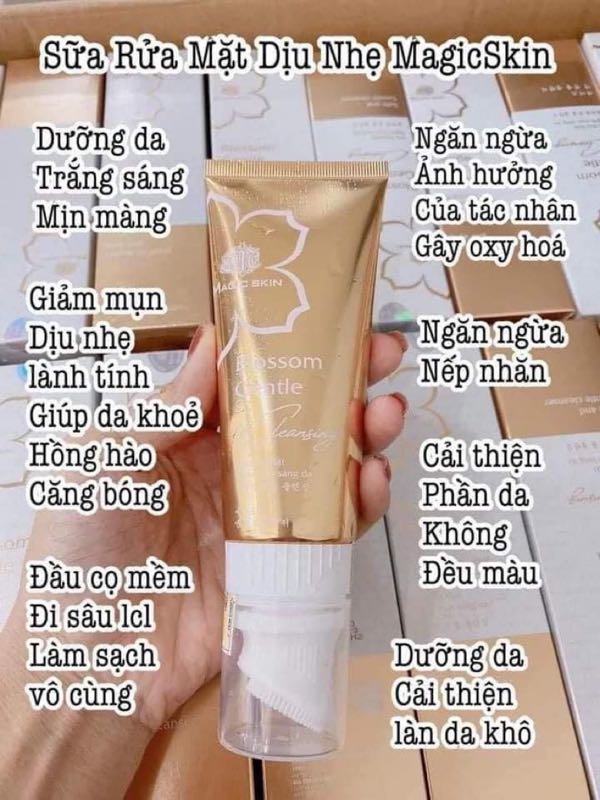 Sữa Rửa Mặt Dịu Nhẹ MagicSkin
Dưỡng da
Trắng sáng
Mịn màng
Giảm mụn
Dịu nhẹ
lành tính
Giúp da khoẻ
Hồng hào
Căng bóng
Đầu cọ mềm
Đi sâu lcl
Làm sạch
vô cùng
Ngăn ngừa
Ảnh hưởng
Của tác nhân
Gây oxy hoá
Ngăn ngừa
Nếp nhăn
Cải thiện
Phần da
Không
Đều màu
Dưỡng da
Cải thiện
làn da khô
MAGIC SKIN
Blossom
Gentle
Cleansing